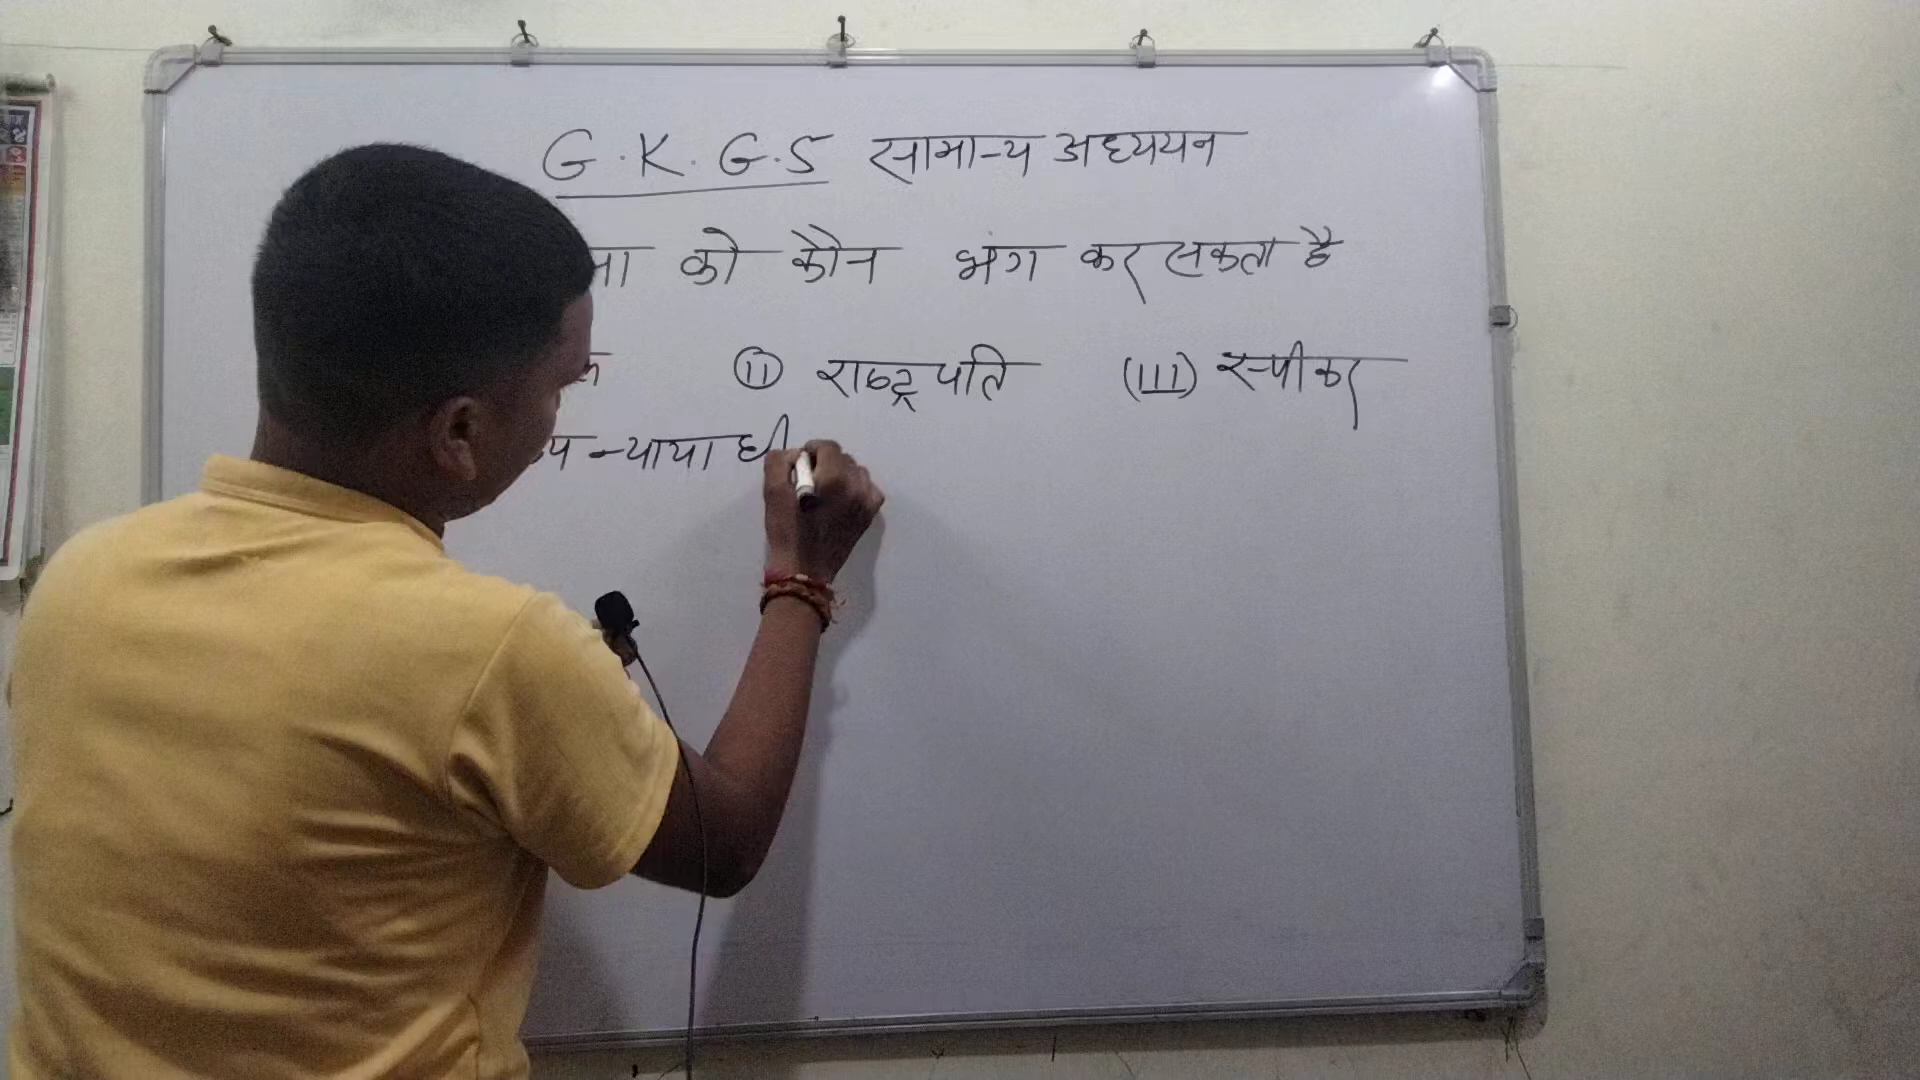 G.K.G.S सामान्य अध्ययन
को कौन भंग कर सकता है
(ii) राष्ट्रपति (III) स्पीकर